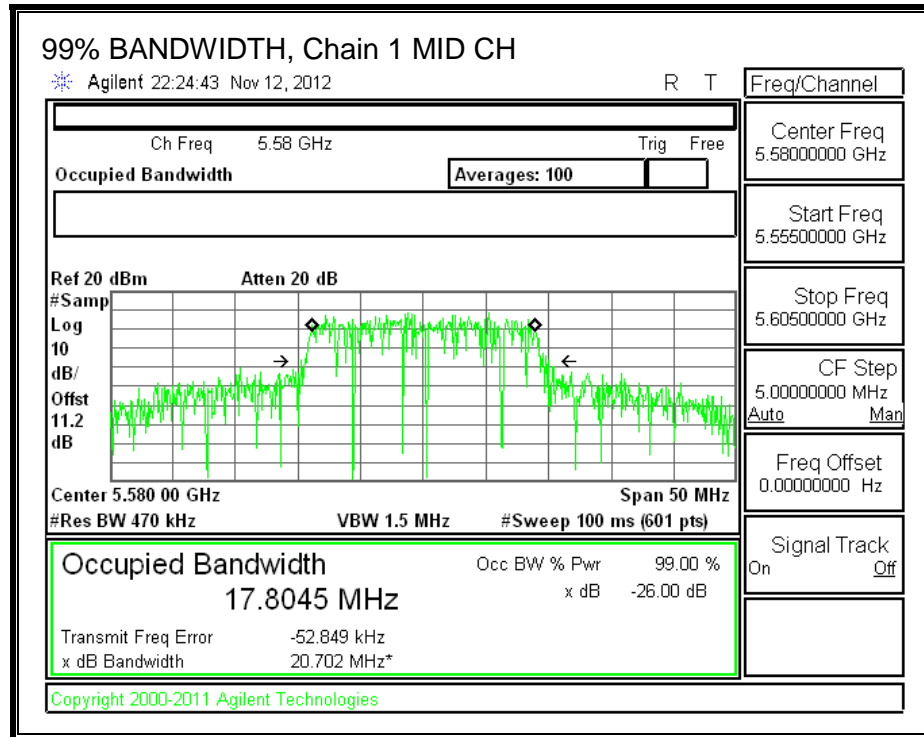 99% BANDWIDTH, Chain 1 MID CH
Agilent 22:24:43 Nov 12, 2012 R T
Freq/Channel
Ch Freq 5.58 GHz Trig Free
Occupied Bandwidth Averages: 100
Center Freq
5.58000000 GHz
Start Freq
5.55500000 GHz
Stop Freq
5.60500000 GHz
CF Step
5.00000000 MHz
Auto Man
Freq Offset
0.00000000 Hz
Signal Track
On Off
Ref 20 dBm Atten 20 dB
#Samp
Log
10
dB/
Offst
11.2
dB
Center 5.580 00 GHz Span 50 MHz
#Res BW 470 kHz VBW 1.5 MHz #Sweep 100 ms (601 pts)
Occupied Bandwidth Occ BW % Pwr 99.00 %
17.8045 MHz x dB -26.00 dB
Transmit Freq Error -52.849 kHz
x dB Bandwidth 20.702 MHz*
Copyright 2000-2011 Agilent Technologies